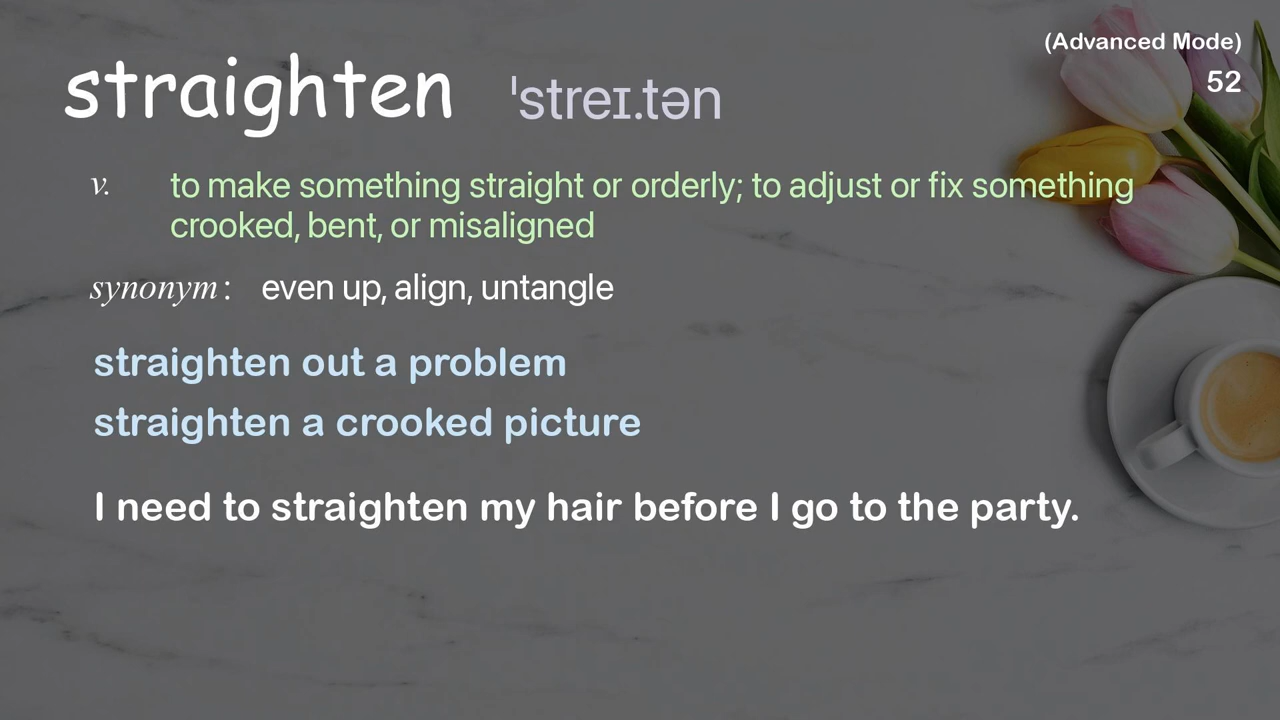 (Advanced Mode)
straighten ˈstreɪ.tən
52
v. to make something straight or orderly; to adjust or fix something
crooked, bent, or misaligned
synonym : even up, align, untangle
straighten out a problem
straighten a crooked picture
I need to straighten my hair before I go to the party.